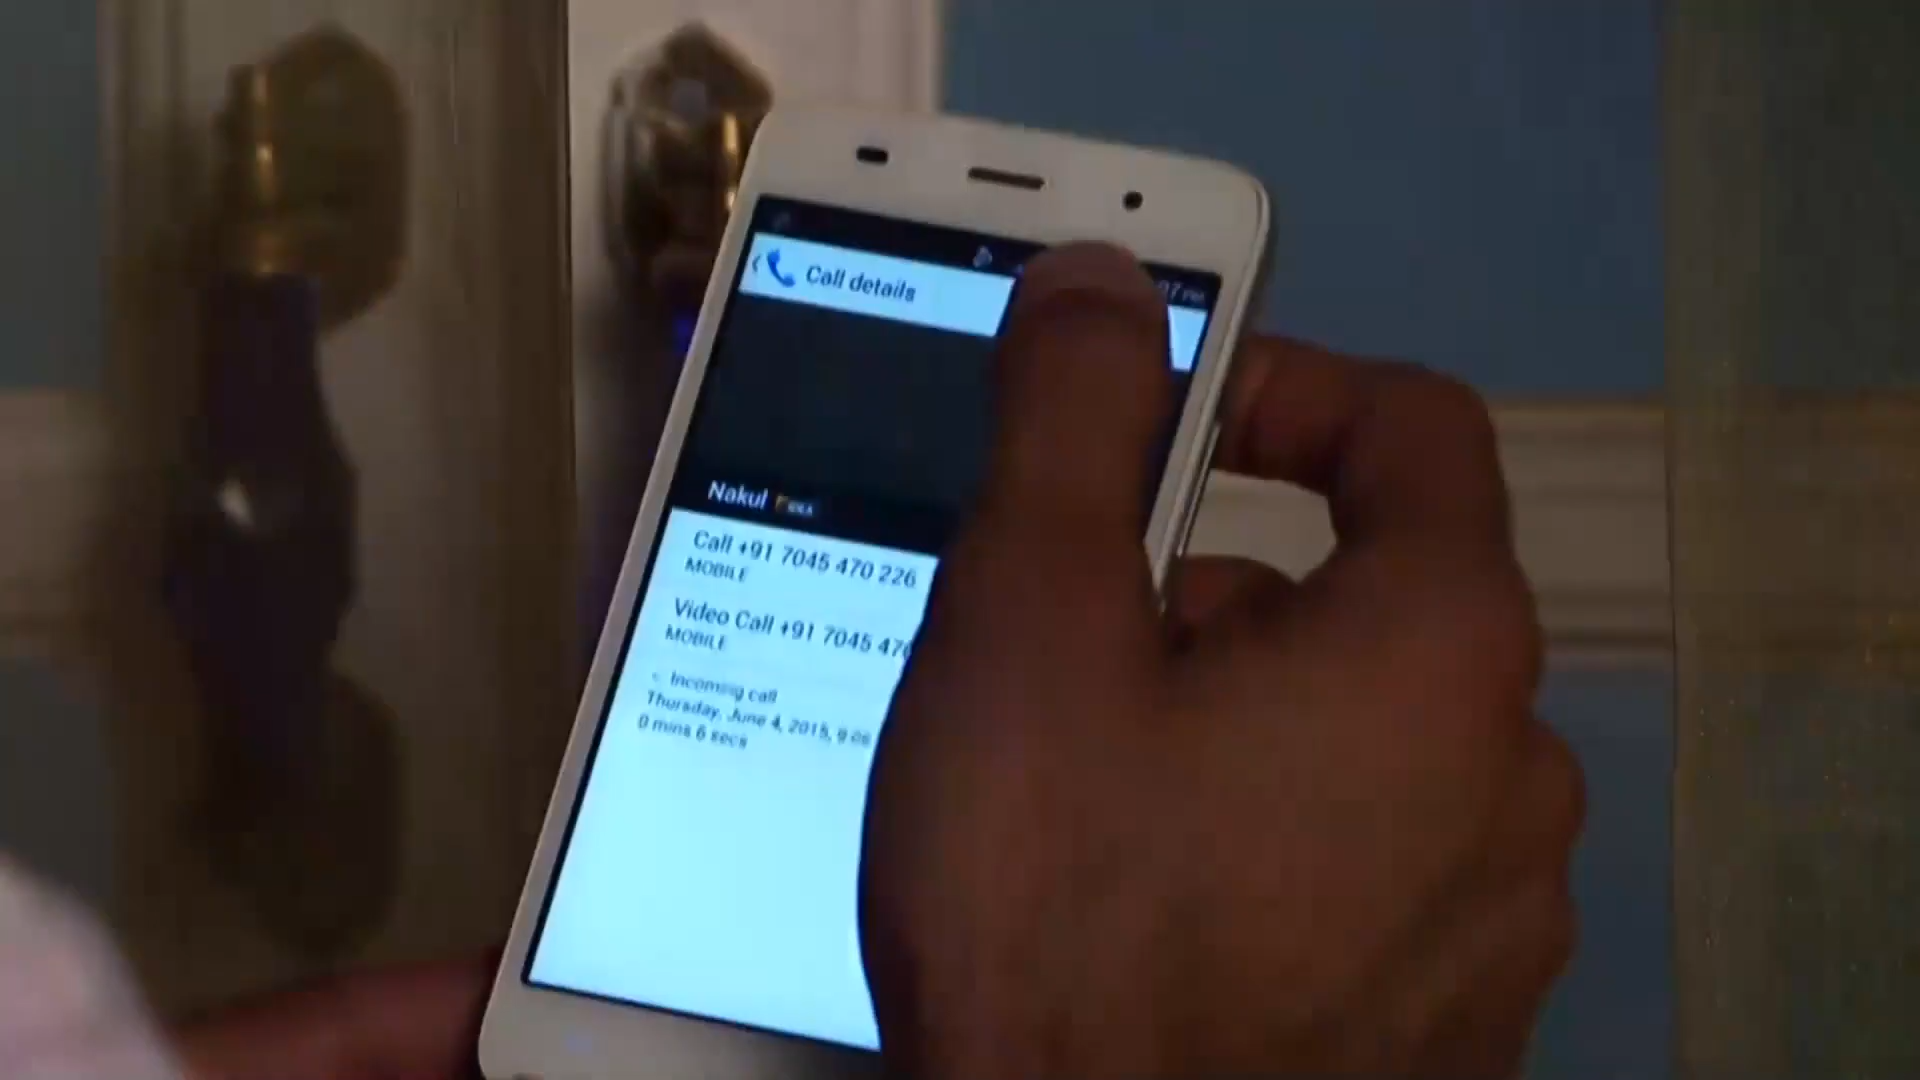 Call details
Nakul
Call +91 7045 470 226
MOBILE
Video Call +91 7045 470
MOBILE
Incoming call
Thursday, June 4, 2015,
0 mins 6 secs